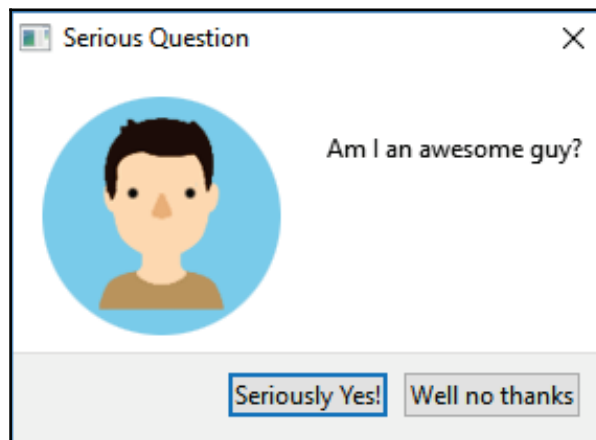 Serious Question
Am I an awesome guy?
Seriously Yes!
Well no thanks